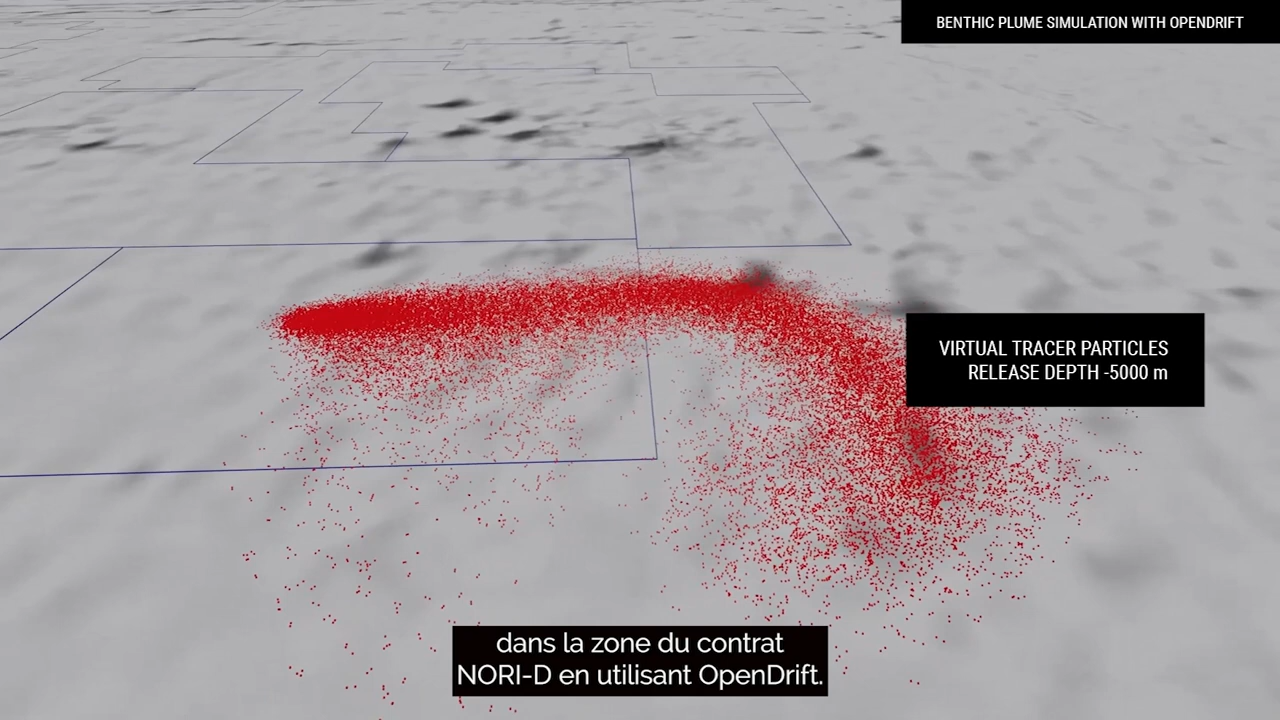 BENTHIC PLUME SIMULATION WITH OPENDRIFT
VIRTUAL TRACER PARTICLES
RELEASE DEPTH -5000 m
dans la zone du contrat
NORI-D en utilisant OpenDrift.